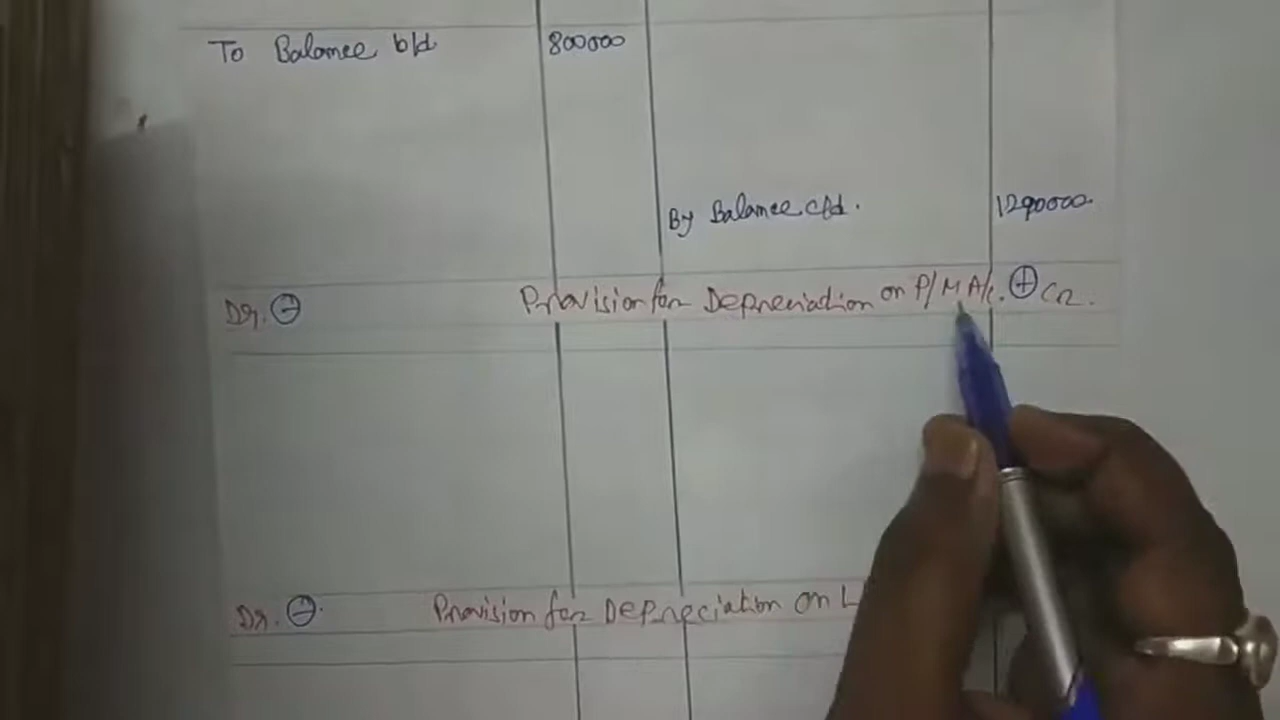 To Balance b/d 800000
By Balance c/d. 1290000.
Dr. ⊖ Provision for Depreciation on P/M A/c. ⊕ Cr.
Dr. ⊖. Provision for Depreciation on L